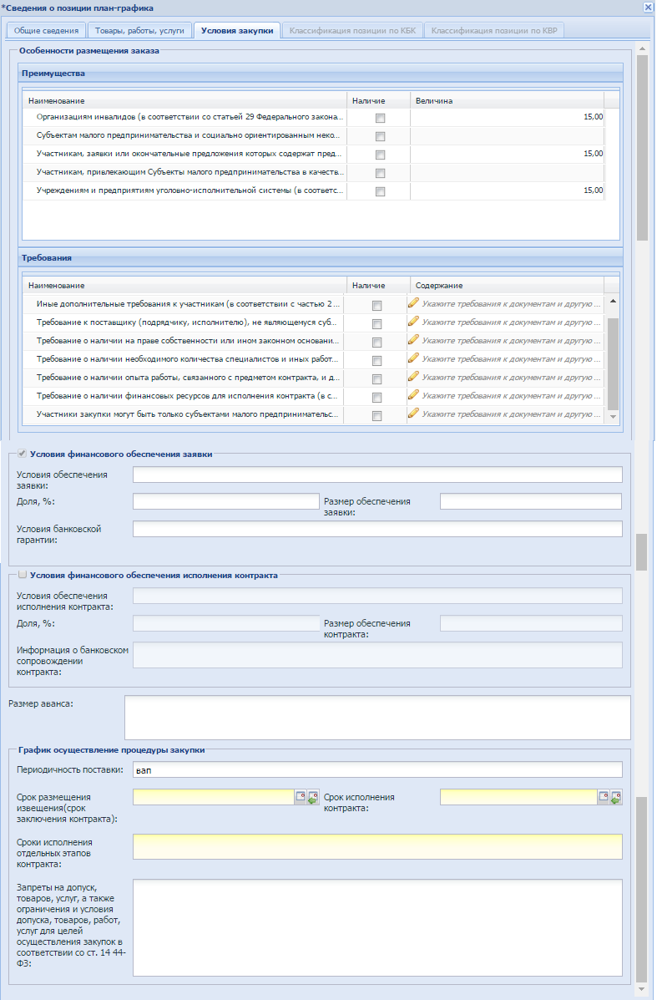 *Сведения о позиции план-графика
Общие сведения Товары, работы, услуги Условия закупки Классификация позиции по КБК Классификация позиции по КВР
Особенности размещения заказа
Преимущества
Наименование Наличие Величина
Организациям инвалидов (в соответствии со статьей 29 Федерального закона... 15,00
Субъектам малого предпринимательства и социально ориентированным неко...
Участникам, заявки или окончательные предложения которых содержат пред... 15,00
Участникам, привлекающим Субъекты малого предпринимательства в качеств...
Учреждениям и предприятиям уголовно-исполнительной системы (в соответс... 15,00
Требования
Наименование Наличие Содержание
Иные дополнительные требования к участникам (в соответствии с частью 2 ... Укажите требования к документам и другую ...
Требование к поставщику (подрядчику, исполнителю), не являющемуся суб... Укажите требования к документам и другую ...
Требование о наличии на праве собственности или ином законном основани... Укажите требования к документам и другую ...
Требование о наличии необходимого количества специалистов и иных работ... Укажите требования к документам и другую ...
Требование о наличии опыта работы, связанного с предметом контракта, и д... Укажите требования к документам и другую ...
Требование о наличии финансовых ресурсов для исполнения контракта (в с... Укажите требования к документам и другую ...
Участники закупки могут быть только субъектами малого предпринимательс... Укажите требования к документам и другую ...
Условия финансового обеспечения заявки
Условия обеспечения
заявки:
Доля, %: Размер обеспечения
заявки:
Условия банковской
гарантии:
Условия финансового обеспечения исполнения контракта
Условия обеспечения
исполнения контракта:
Доля, %: Размер обеспечения
контракта:
Информация о банковском
сопровождении
контракта:
Размер аванса:
График осуществление процедуры закупки
Периодичность поставки: вап
Срок размещения Срок исполнения
извещения(срок контракта:
заключения контракта):
Сроки исполнения
отдельных этапов
контракта:
Запреты на допуск,
товаров, услуг, а также
ограничения и условия
допуска, товаров, работ,
услуг для целей
осуществления закупок в
соответствии со ст. 14 44-
ФЗ: